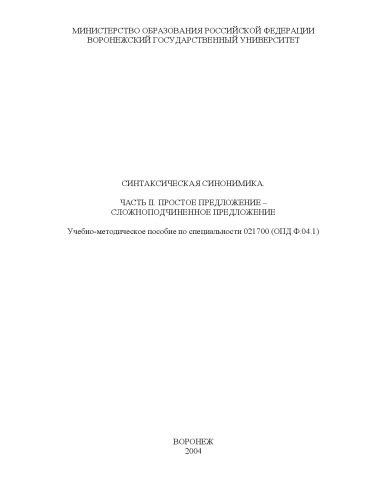 МИНИСТЕРСТВО ОБРАЗОВАНИЯ РОССИЙСКОЙ ФЕДЕРАЦИИ
ВОРОНЕЖСКИЙ ГОСУДАРСТВЕННЫЙ УНИВЕРСИТЕТ
СИНТАКСИЧЕСКАЯ СИНОНИМИКА.
ЧАСТЬ II. ПРОСТОЕ ПРЕДЛОЖЕНИЕ –
СЛОЖНОПОДЧИНЕННОЕ ПРЕДЛОЖЕНИЕ
Учебно-методическое пособие по специальности 021700 (ОПД.Ф.04.1)
ВОРОНЕЖ
2004